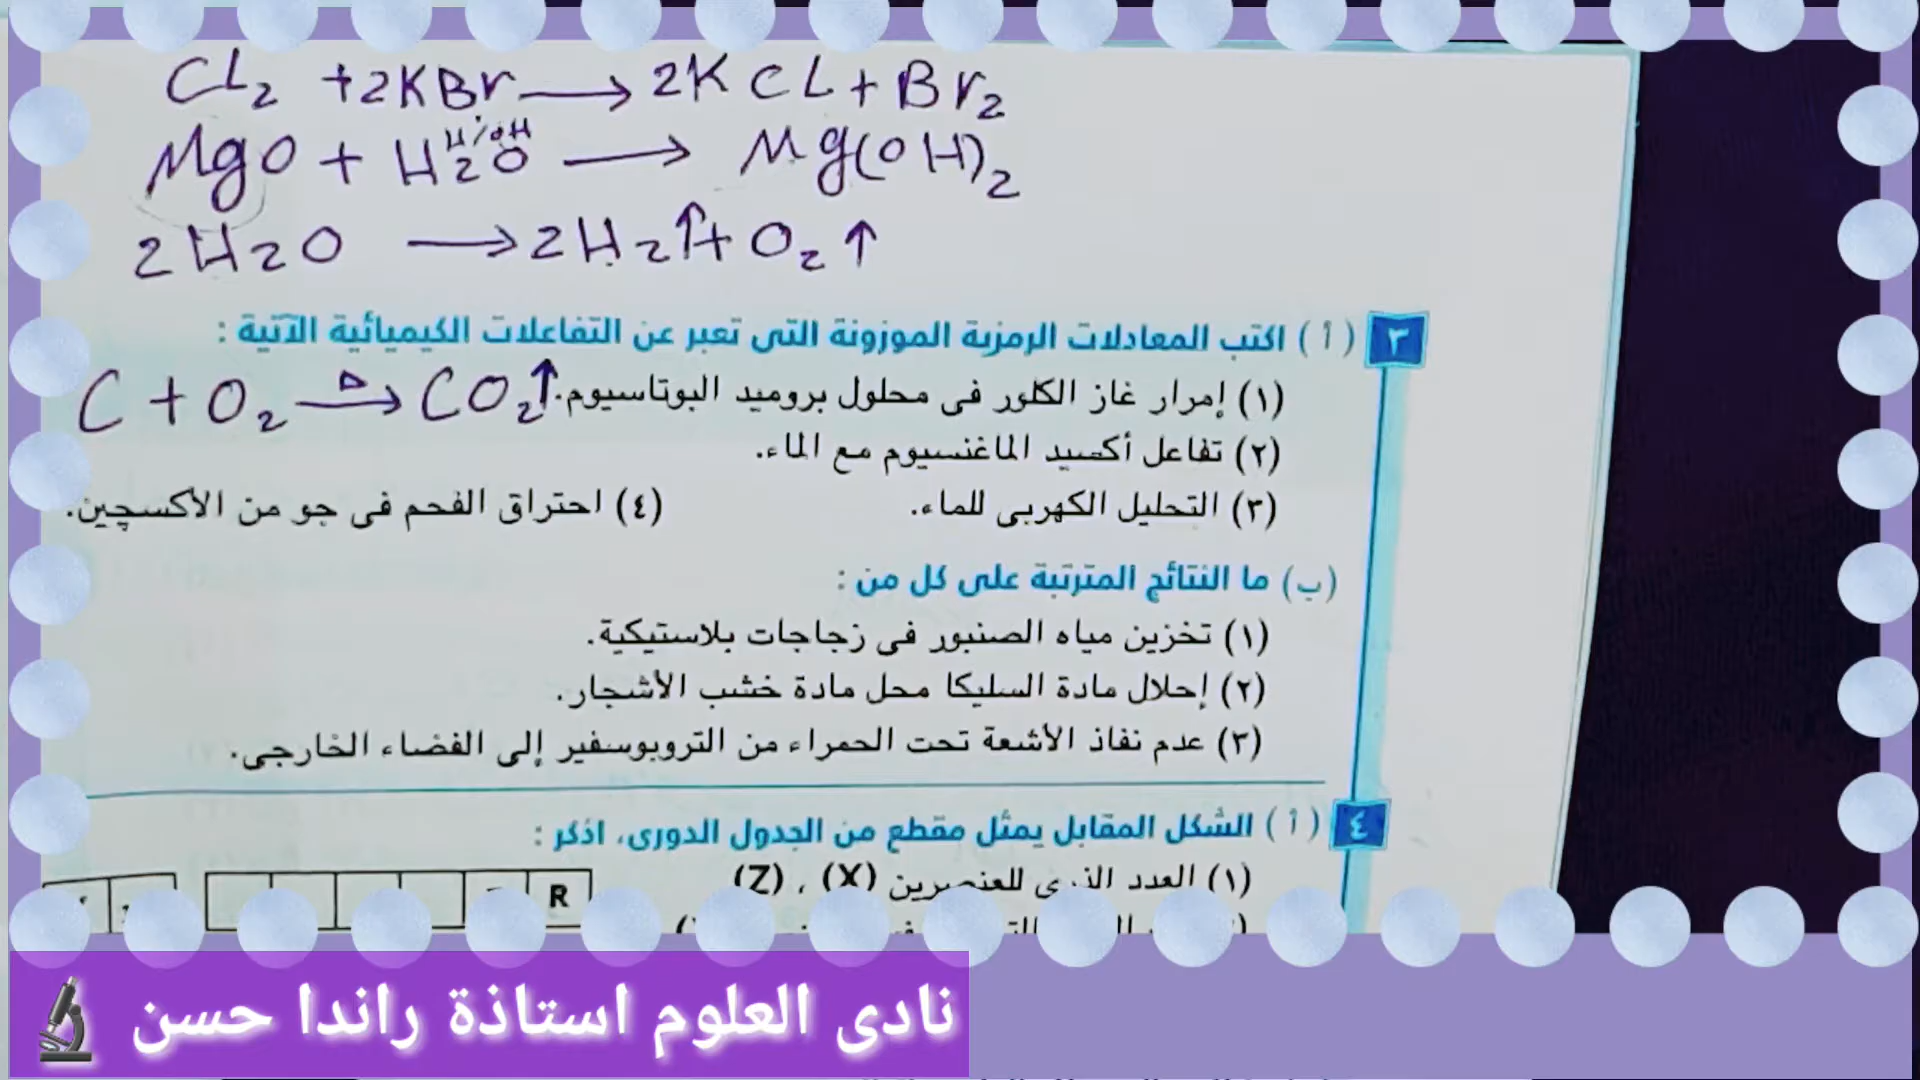 Cl₂ + 2KBr → 2KCL + Br₂
H/OH
MgO + H₂O → Mg(OH)₂
2H₂O → 2H₂↑ + O₂↑
٣ (أ) اكتب المعادلات الرمزية الموزونة التى تعبر عن التفاعلات الكيميائية الآتية :
(١) إمرار غاز الكلور فى محلول بروميد البوتاسيوم.
C + O₂ →Δ CO₂↑
(٢) تفاعل أكسيد الماغنسيوم مع الماء.
(٣) التحليل الكهربى للماء. (٤) احتراق الفحم فى جو من الأكسچين.
(ب) ما النتائج المترتبة على كل من :
(١) تخزين مياه الصنبور فى زجاجات بلاستيكية.
(٢) إحلال مادة السليكا محل مادة خشب الأشجار.
(٣) عدم نفاذ الأشعة تحت الحمراء من التروبوسفير إلى الفضاء الخارجى.
٤ (أ) الشكل المقابل يمثل مقطع من الجدول الدورى، اذكر :
(١) العدد الذرى للعنصرين (X) ، (Z)
R
نادى العلوم استاذة راندا حسن